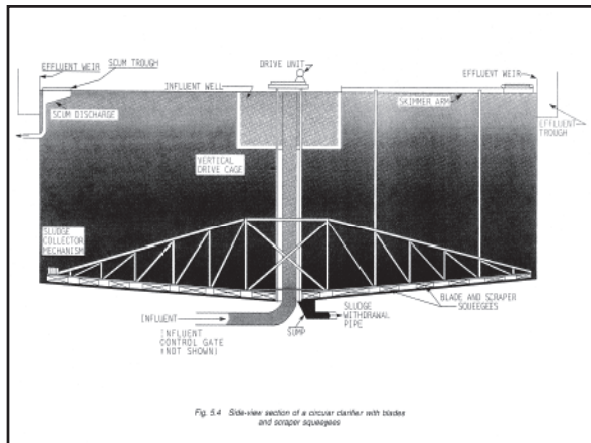 EFFLUENT WEIR
SCUM TROUGH
DRIVE UNIT
EFFLUENT WEIR
INFLUENT WELL
SKIMMER ARM
SCUM DISCHARGE
EFFLUENT
TROUGH
VERTICAL
DRIVE CAGE
SLUDGE
COLLECTOR
MECHANISM
BLADE AND SCRAPER
SQUEEGEES
INFLUENT
SLUDGE
WITHDRAWAL
PIPE
SUMP
INFLUENT
CONTROL GATE
(NOT SHOWN)
Fig. 5.4 Side-view section of a circular clarifier with blades
and scraper squeegees